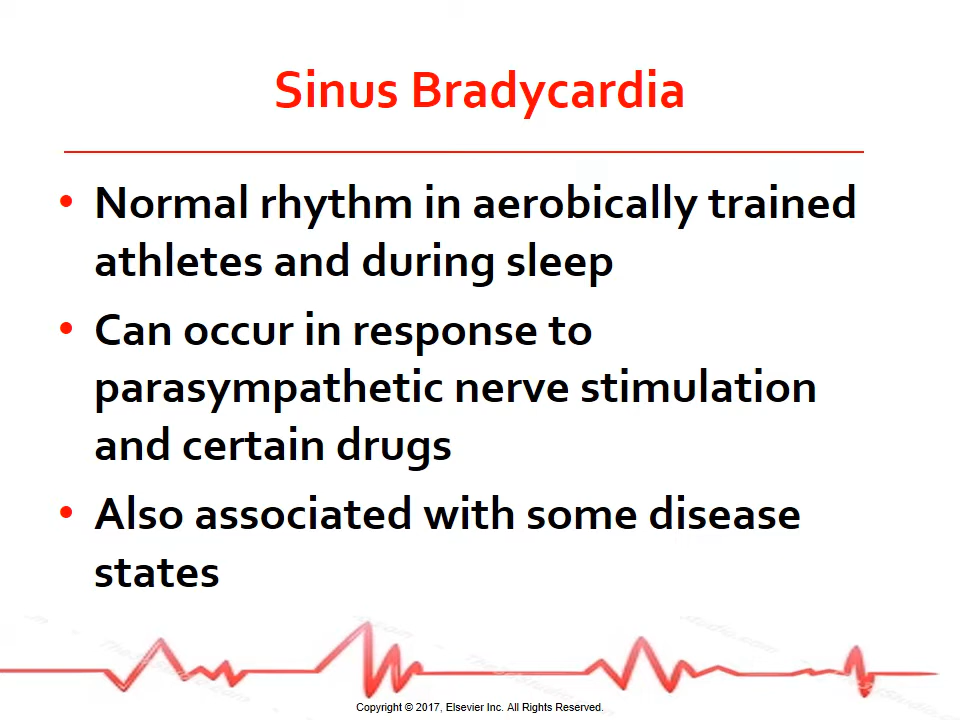 Sinus Bradycardia
• Normal rhythm in aerobically trained
athletes and during sleep
• Can occur in response to
parasympathetic nerve stimulation
and certain drugs
• Also associated with some disease
states
Copyright © 2017, Elsevier Inc. All Rights Reserved.